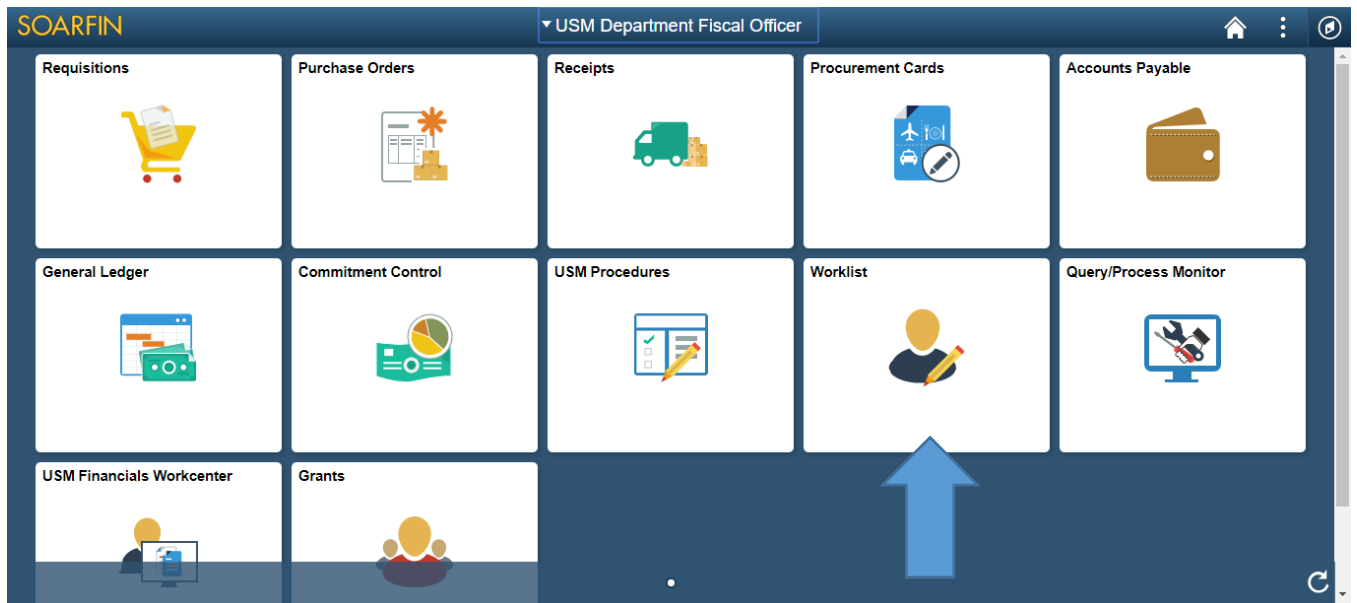 SOARFIN
USM Department Fiscal Officer
Requisitions
Purchase Orders
Receipts
Procurement Cards
Accounts Payable
General Ledger
Commitment Control
USM Procedures
Worklist
Query/Process Monitor
USM Financials Workcenter
Grants